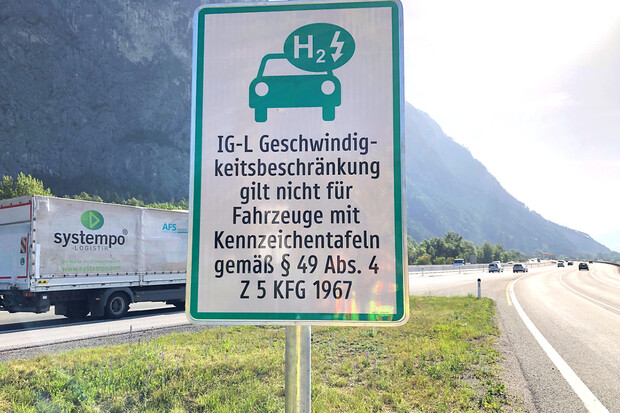 H2
IG-L Geschwindig-
keitsbeschränkung
gilt nicht für
Fahrzeuge mit
Kennzeichentafeln
gemäß § 49 Abs. 4
Z 5 KFG 1967
systempo
LOGISTIK
AFS